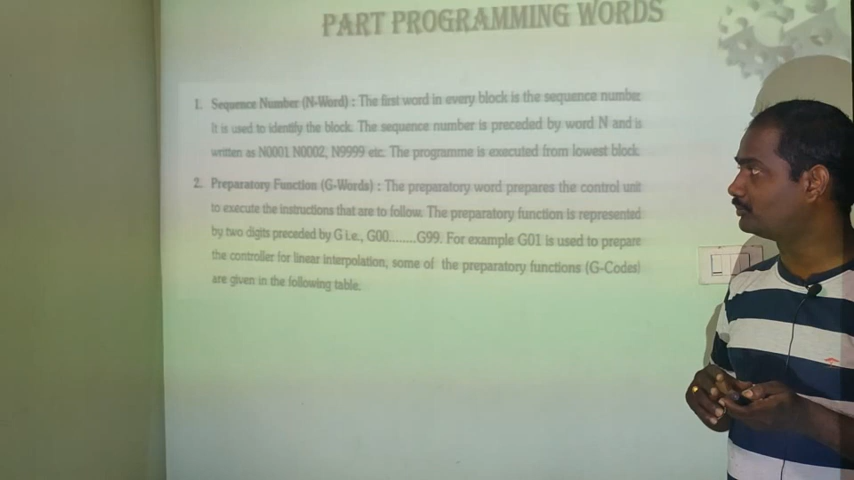 PART PROGRAMMING WORDS
1. Sequence Number (N-Word) : The first word in every block is the sequence number.
It is used to identify the block. The sequence number is preceded by word N and is
written as N0001 N0002, N9999 etc. The programme is executed from lowest block.
2. Preparatory Function (G-Words) : The preparatory word prepares the control unit
to execute the instructions that are to follow. The preparatory function is represented
by two digits preceded by G i.e., G00........G99. For example G01 is used to prepare
the controller for linear interpolation, some of the preparatory functions (G-Codes)
are given in the following table.